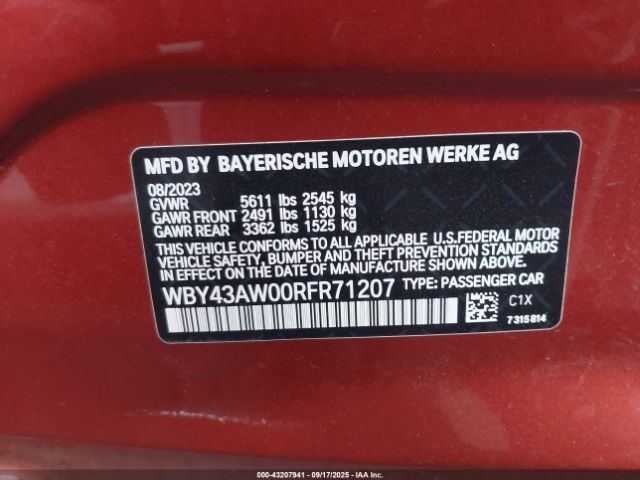 MFD BY BAYERISCHE MOTOREN WERKE AG
08/2023
GVWR 5611 lbs 2545 kg
GAWR FRONT 2491 lbs 1130 kg
GAWR REAR 3362 lbs 1525 kg
THIS VEHICLE CONFORMS TO ALL APPLICABLE U.S.FEDERAL MOTOR
VEHICLE SAFETY, BUMPER AND THEFT PREVENTION STANDARDS
IN EFFECT ON THE DATE OF MANUFACTURE SHOWN ABOVE.
WBY43AW00RFR71207 TYPE: PASSENGER CAR
C1X
7315814
000-43207941 - 09/17/2025 - IAAI.COM